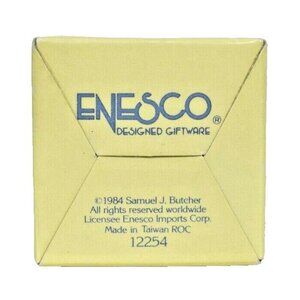 ENESCO®
DESIGNED GIFTWARE
©1984 Samuel J. Butcher
All rights reserved worldwide
Licensee Enesco Imports Corp.
Made in Taiwan ROC
12254